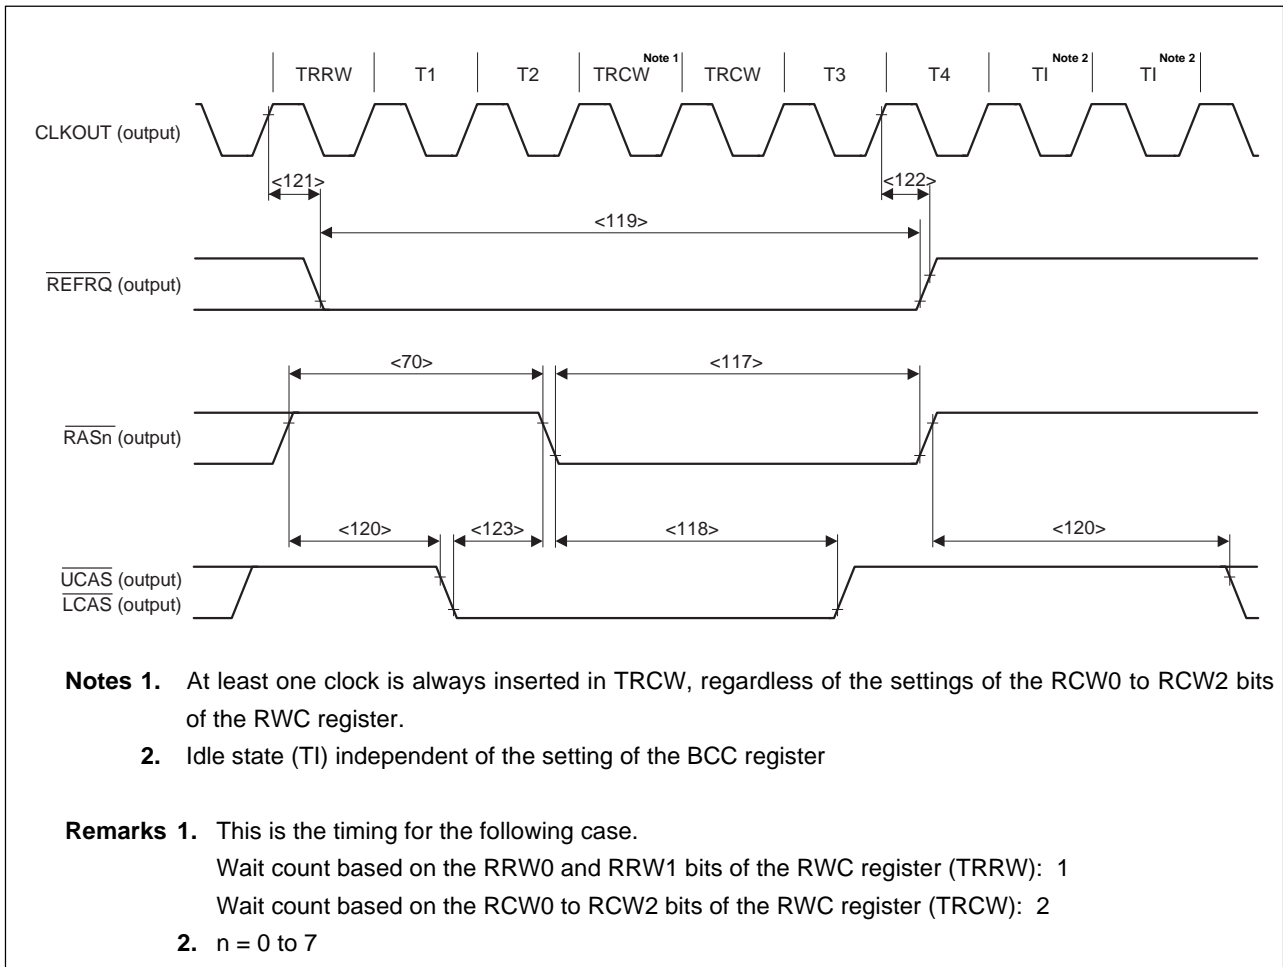 TRRW T1 T2 TRCW Note 1 TRCW T3 T4 TI Note 2 TI Note 2
CLKOUT (output)
<121> <122>
<119>
REFRQ (output)
<70> <117>
RASn (output)
<120> <123> <118> <120>
UCAS (output)
LCAS (output)
Notes 1. At least one clock is always inserted in TRCW, regardless of the settings of the RCW0 to RCW2 bits
of the RWC register.
2. Idle state (TI) independent of the setting of the BCC register
Remarks 1. This is the timing for the following case.
Wait count based on the RRW0 and RRW1 bits of the RWC register (TRRW): 1
Wait count based on the RCW0 to RCW2 bits of the RWC register (TRCW): 2
2. n = 0 to 7